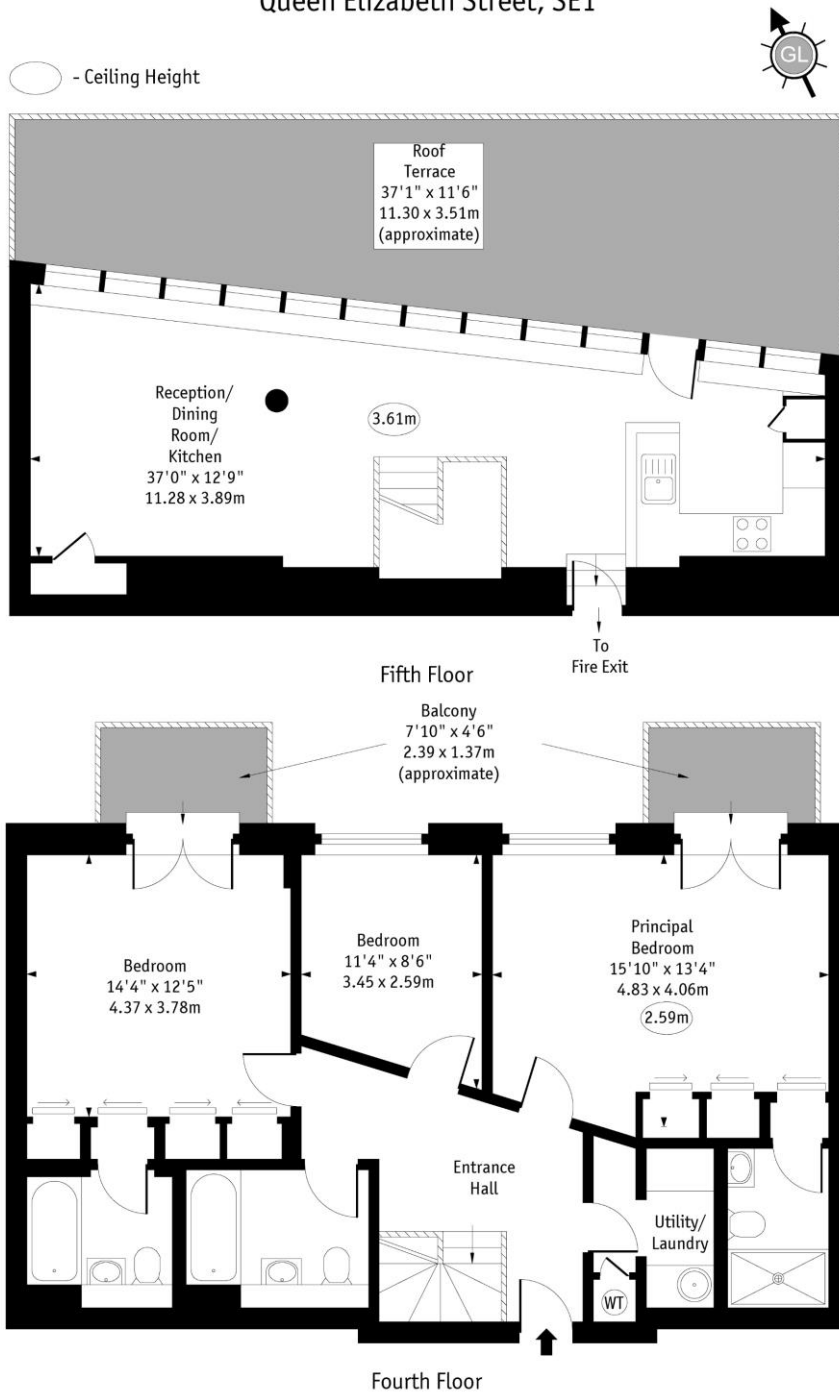 Queen Elizabeth Street, SE1
GL
- Ceiling Height
Roof
Terrace
37'1" x 11'6"
11.30 x 3.51m
(approximate)
Reception/
Dining
Room/
Kitchen
37'0" x 12'9"
11.28 x 3.89m
3.61m
To
Fire Exit
Fifth Floor
Balcony
7'10" x 4'6"
2.39 x 1.37m
(approximate)
Bedroom
14'4" x 12'5"
4.37 x 3.78m
Bedroom
11'4" x 8'6"
3.45 x 2.59m
Principal
Bedroom
15'10" x 13'4"
4.83 x 4.06m
2.59m
Entrance
Hall
Utility/
Laundry
WT
Fourth Floor